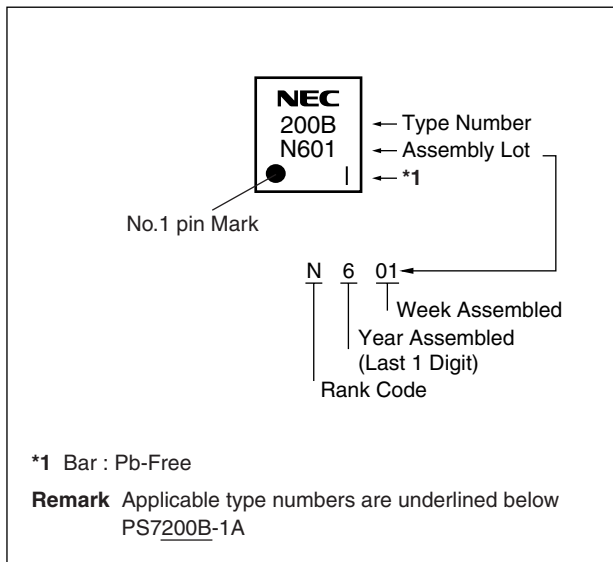 NEC
200B
N601
|
Type Number
Assembly Lot
*1
No.1 pin Mark
N 6 01
Week Assembled
Year Assembled
(Last 1 Digit)
Rank Code
*1 Bar : Pb-Free
Remark Applicable type numbers are underlined below
PS7200B-1A